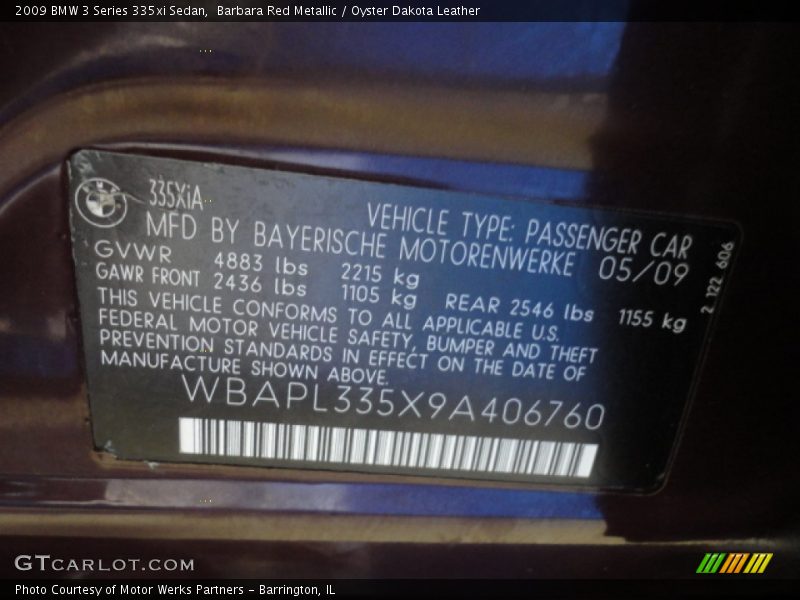 2009 BMW 3 Series 335xi Sedan,  Barbara Red Metallic / Oyster Dakota Leather
335XiA
VEHICLE TYPE: PASSENGER CAR
MFD BY BAYERISCHE MOTORENWERKE 05/09
GVWR 4883 lbs 2215 kg
GAWR FRONT 2436 lbs 1105 kg REAR 2546 lbs 1155 kg
THIS VEHICLE CONFORMS TO ALL APPLICABLE U.S.
FEDERAL MOTOR VEHICLE SAFETY, BUMPER AND THEFT
PREVENTION STANDARDS IN EFFECT ON THE DATE OF
MANUFACTURE SHOWN ABOVE.
WBAPL335X9A406760
2 122 606
GTCARLOT.COM
Photo Courtesy of Motor Werks Partners - Barrington, IL